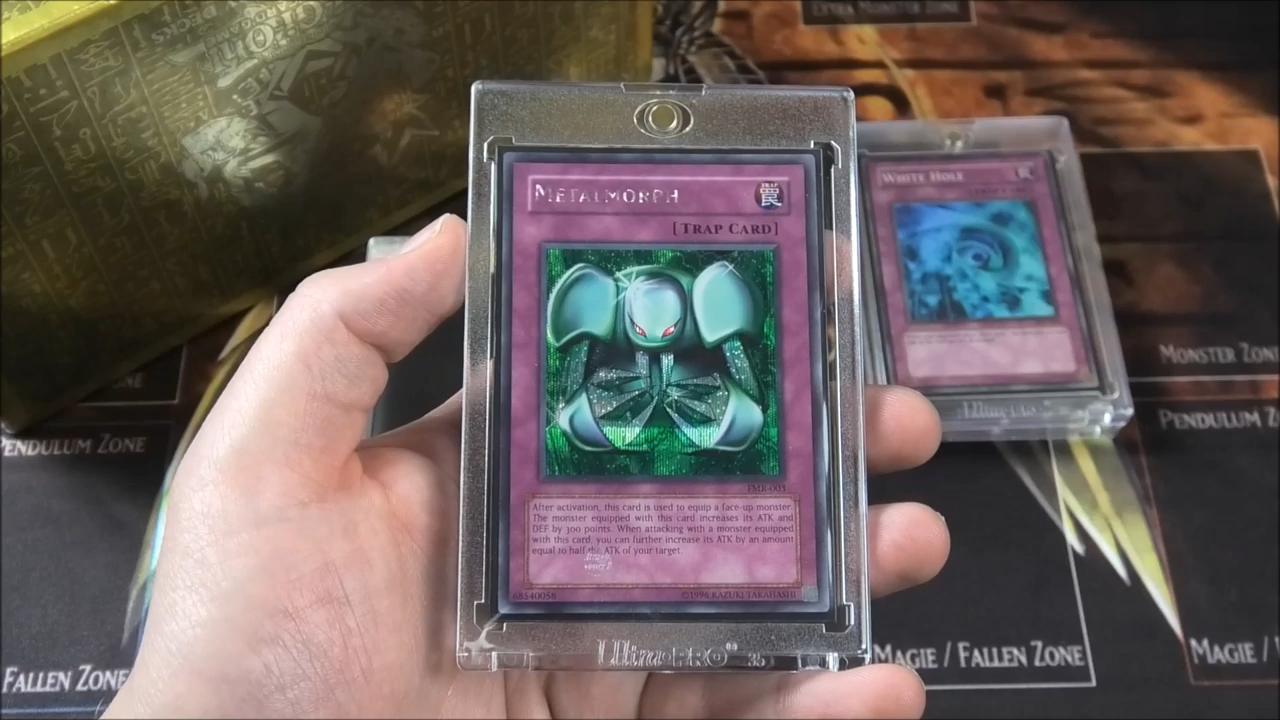 EXTRA MONSTER ZONE
METALMORPH
TRAP
罠
[TRAP CARD]
FMR-003
After activation, this card is used to equip a face-up monster.
The monster equipped with this card increases its ATK and
DEF by 300 points. When attacking with a monster equipped
with this card, you can further increase its ATK by an amount
equal to half the ATK of your target.
68540058
©1996 KAZUKI TAKAHASHI
Ultra•PRO
35
WHITE HOLE
MONSTER ZONE
PENDULUM ZONE
PENDULUM ZONE
FALLEN ZONE
MAGIE / FALLEN ZONE
MAGIE /